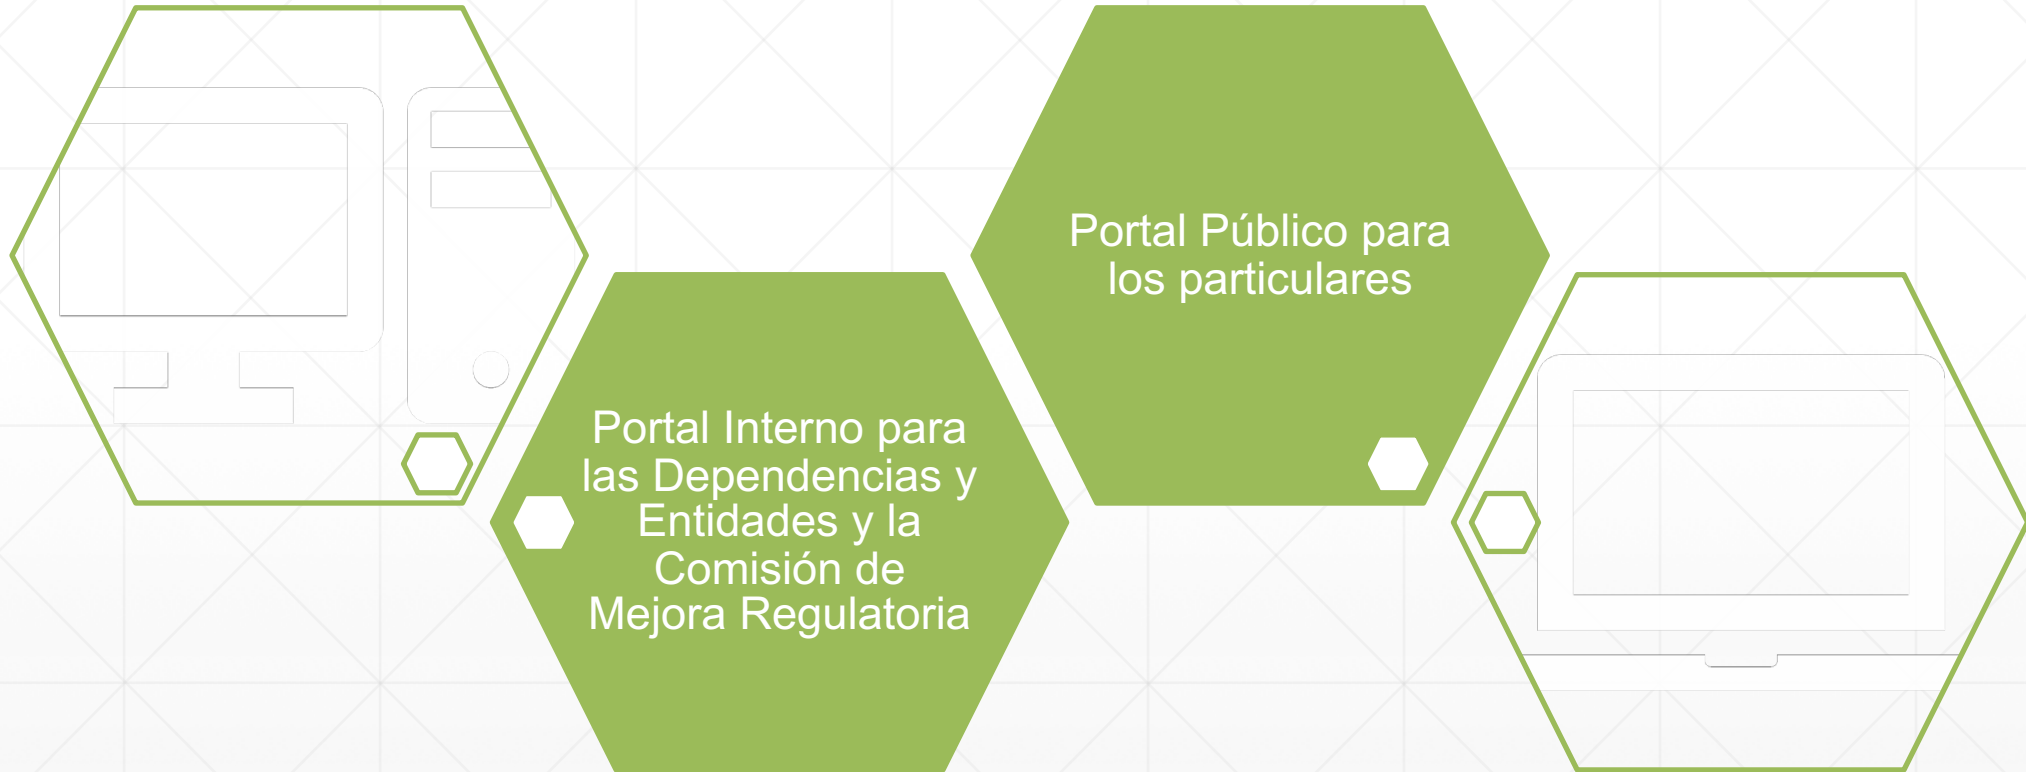 Portal Interno para
las Dependencias y
Entidades y la
Comisión de
Mejora Regulatoria
Portal Público para
los particulares